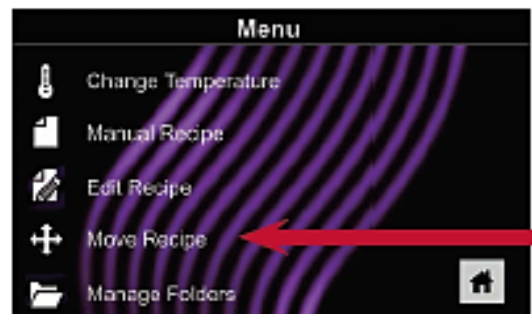 Menu
Change Temperature
Manual Recipe
Edit Recipe
Move Recipe
Manage Folders